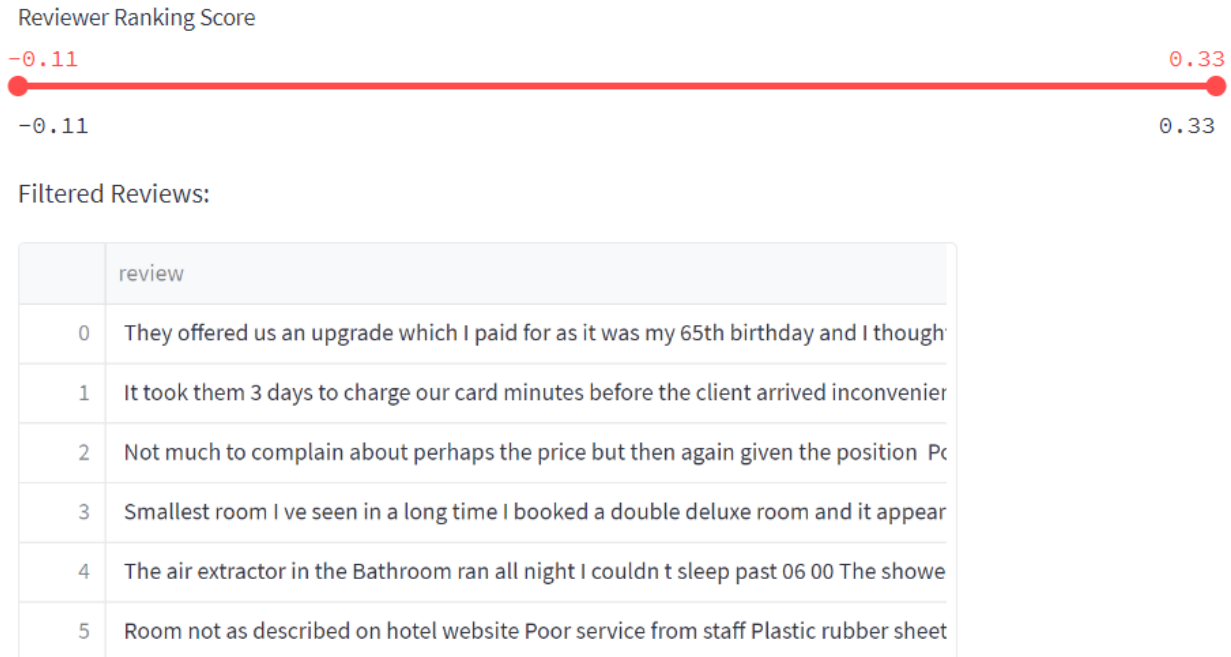 Reviewer Ranking Score
-0.11 0.33
-0.11 0.33
Filtered Reviews:
review
0 They offered us an upgrade which I paid for as it was my 65th birthday and I though
1 It took them 3 days to charge our card minutes before the client arrived inconvenien
2 Not much to complain about perhaps the price but then again given the position Po
3 Smallest room I ve seen in a long time I booked a double deluxe room and it appear
4 The air extractor in the Bathroom ran all night I couldn t sleep past 06 00 The showe
5 Room not as described on hotel website Poor service from staff Plastic rubber sheet